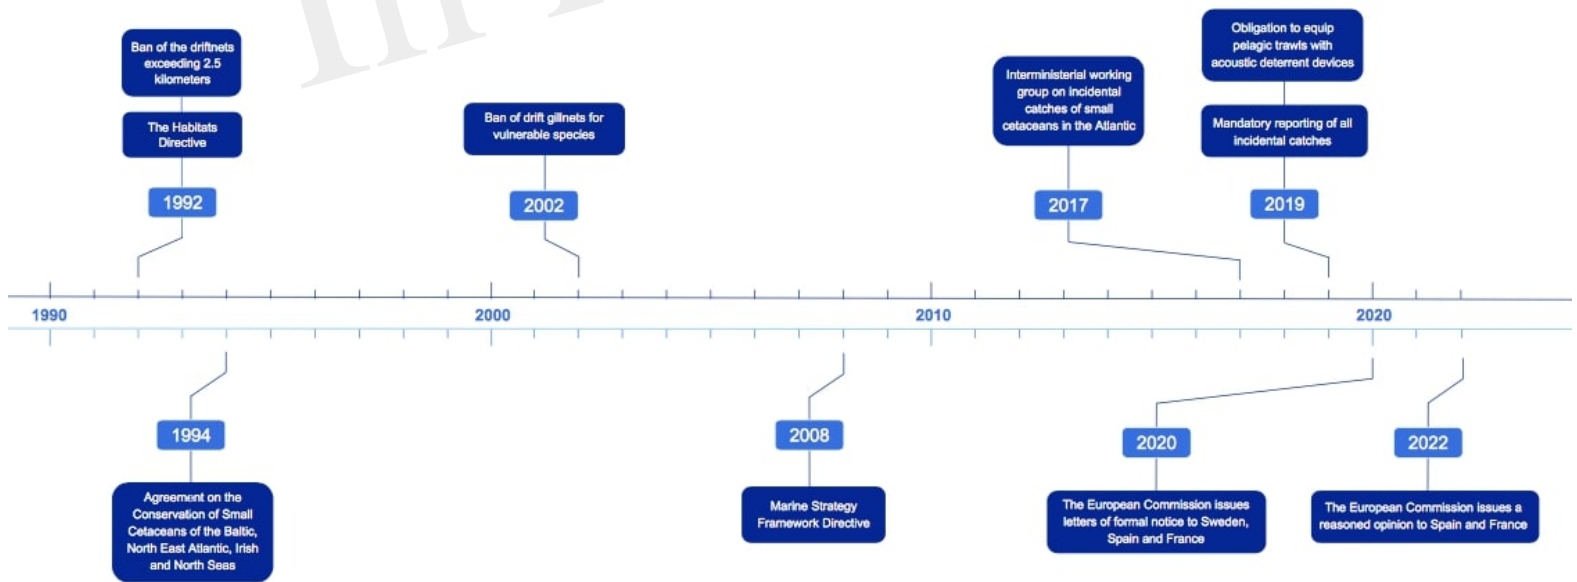 Ban of the driftnets
exceeding 2.5
kilometers
The Habitats
Directive
1992
Ban of drift gillnets for
vulnerable species
2002
Interministerial working
group on incidental
catches of small
cetaceans in the Atlantic
2017
Obligation to equip
pelagic trawls with
acoustic deterrent devices
Mandatory reporting of all
incidental catches
2019
1990
2000
2010
2020
1994
Agreement on the
Conservation of Small
Cetaceans of the Baltic,
North East Atlantic, Irish
and North Seas
2008
Marine Strategy
Framework Directive
2020
The European Commission issues
letters of formal notice to Sweden,
Spain and France
2022
The European Commission issues a
reasoned opinion to Spain and France